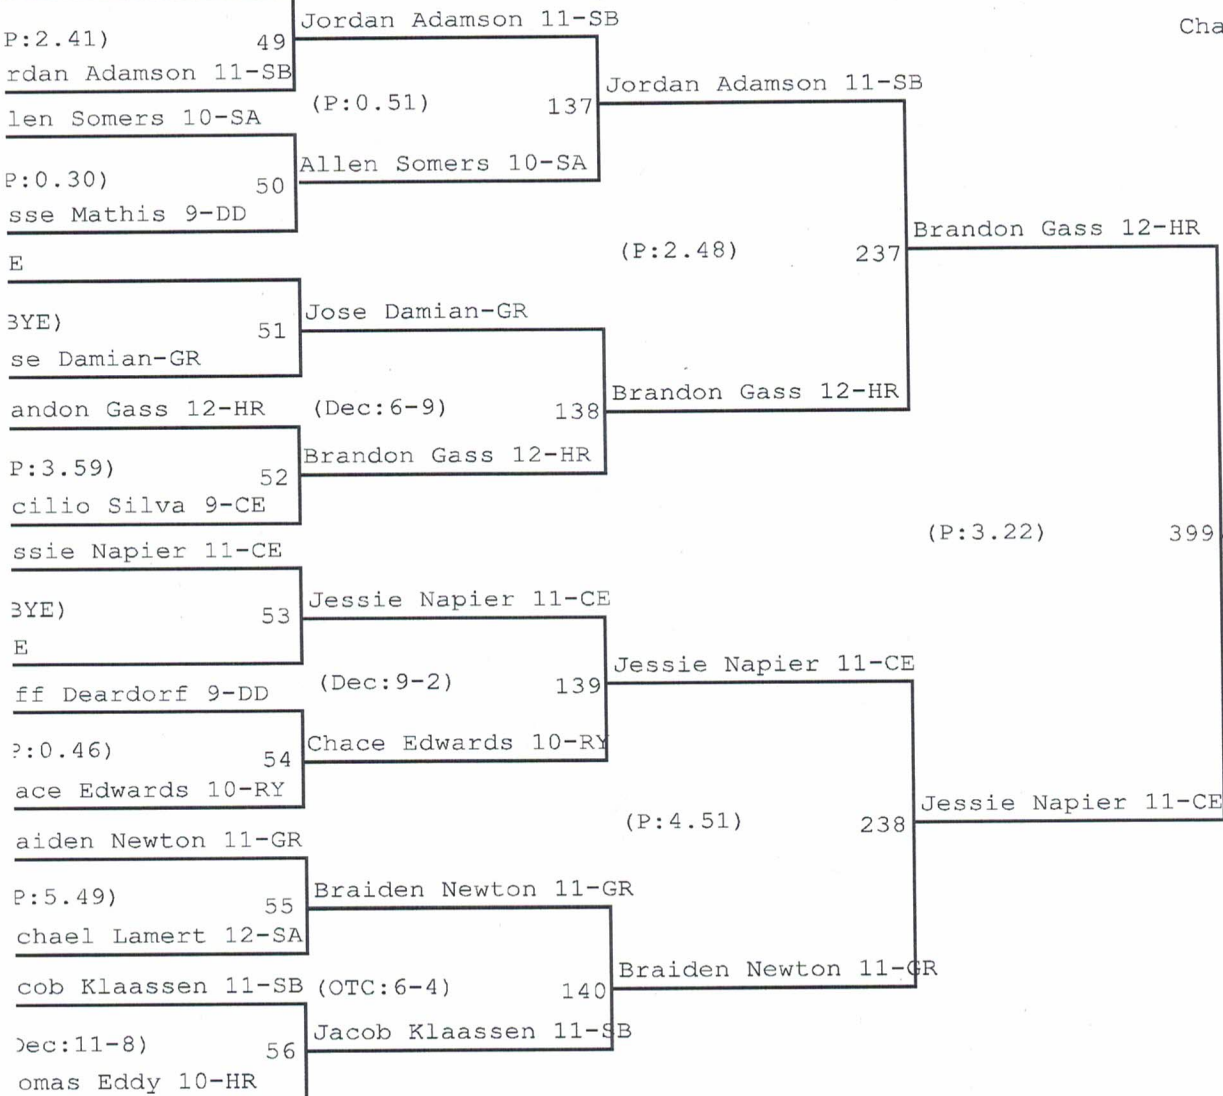 Jordan Adamson 11-SB
Cha
P:2.41)
49
rdan Adamson 11-SB
Jordan Adamson 11-SB
(P:0.51)
137
len Somers 10-SA
Allen Somers 10-SA
P:0.30)
50
sse Mathis 9-DD
Brandon Gass 12-HR
(P:2.48)
237
E
Jose Damian-GR
3YE)
51
se Damian-GR
Brandon Gass 12-HR
andon Gass 12-HR
(Dec:6-9)
138
Brandon Gass 12-HR
P:3.59)
52
cilio Silva 9-CE
(P:3.22)
399
ssie Napier 11-CE
Jessie Napier 11-CE
3YE)
53
E
Jessie Napier 11-CE
(Dec:9-2)
139
ff Deardorf 9-DD
Chace Edwards 10-RY
P:0.46)
54
ace Edwards 10-RY
Jessie Napier 11-CE
(P:4.51)
238
aiden Newton 11-GR
Braiden Newton 11-GR
P:5.49)
55
chael Lamert 12-SA
Braiden Newton 11-GR
cob Klaassen 11-SB
(OTC:6-4)
140
Jacob Klaassen 11-SB
Dec:11-8)
56
omas Eddy 10-HR